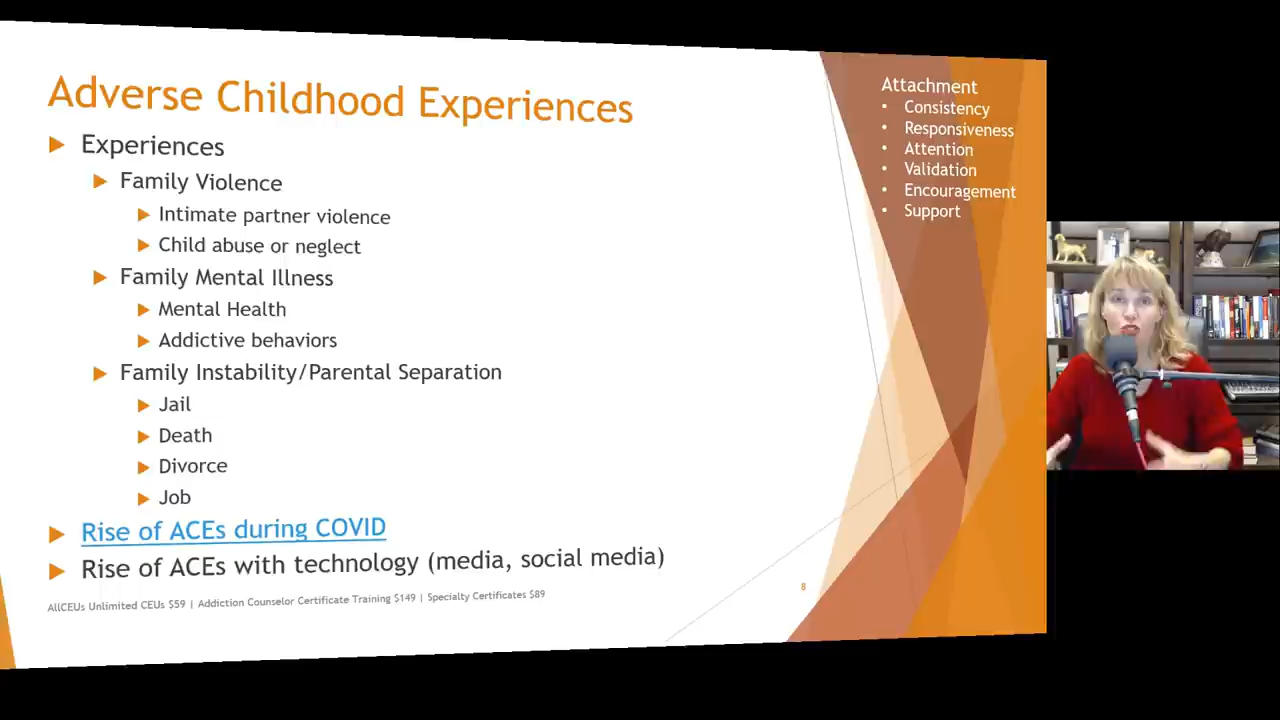 Adverse Childhood Experiences
Experiences
Family Violence
Intimate partner violence
Child abuse or neglect
Family Mental Illness
Mental Health
Addictive behaviors
Family Instability/Parental Separation
Jail
Death
Divorce
Job
Rise of ACEs during COVID
Rise of ACEs with technology (media, social media)
AllCEUs Unlimited CEUs $59 | Addiction Counselor Certificate Training $149 | Specialty Certificates $89
8
Attachment
• Consistency
• Responsiveness
• Attention
• Validation
• Encouragement
• Support